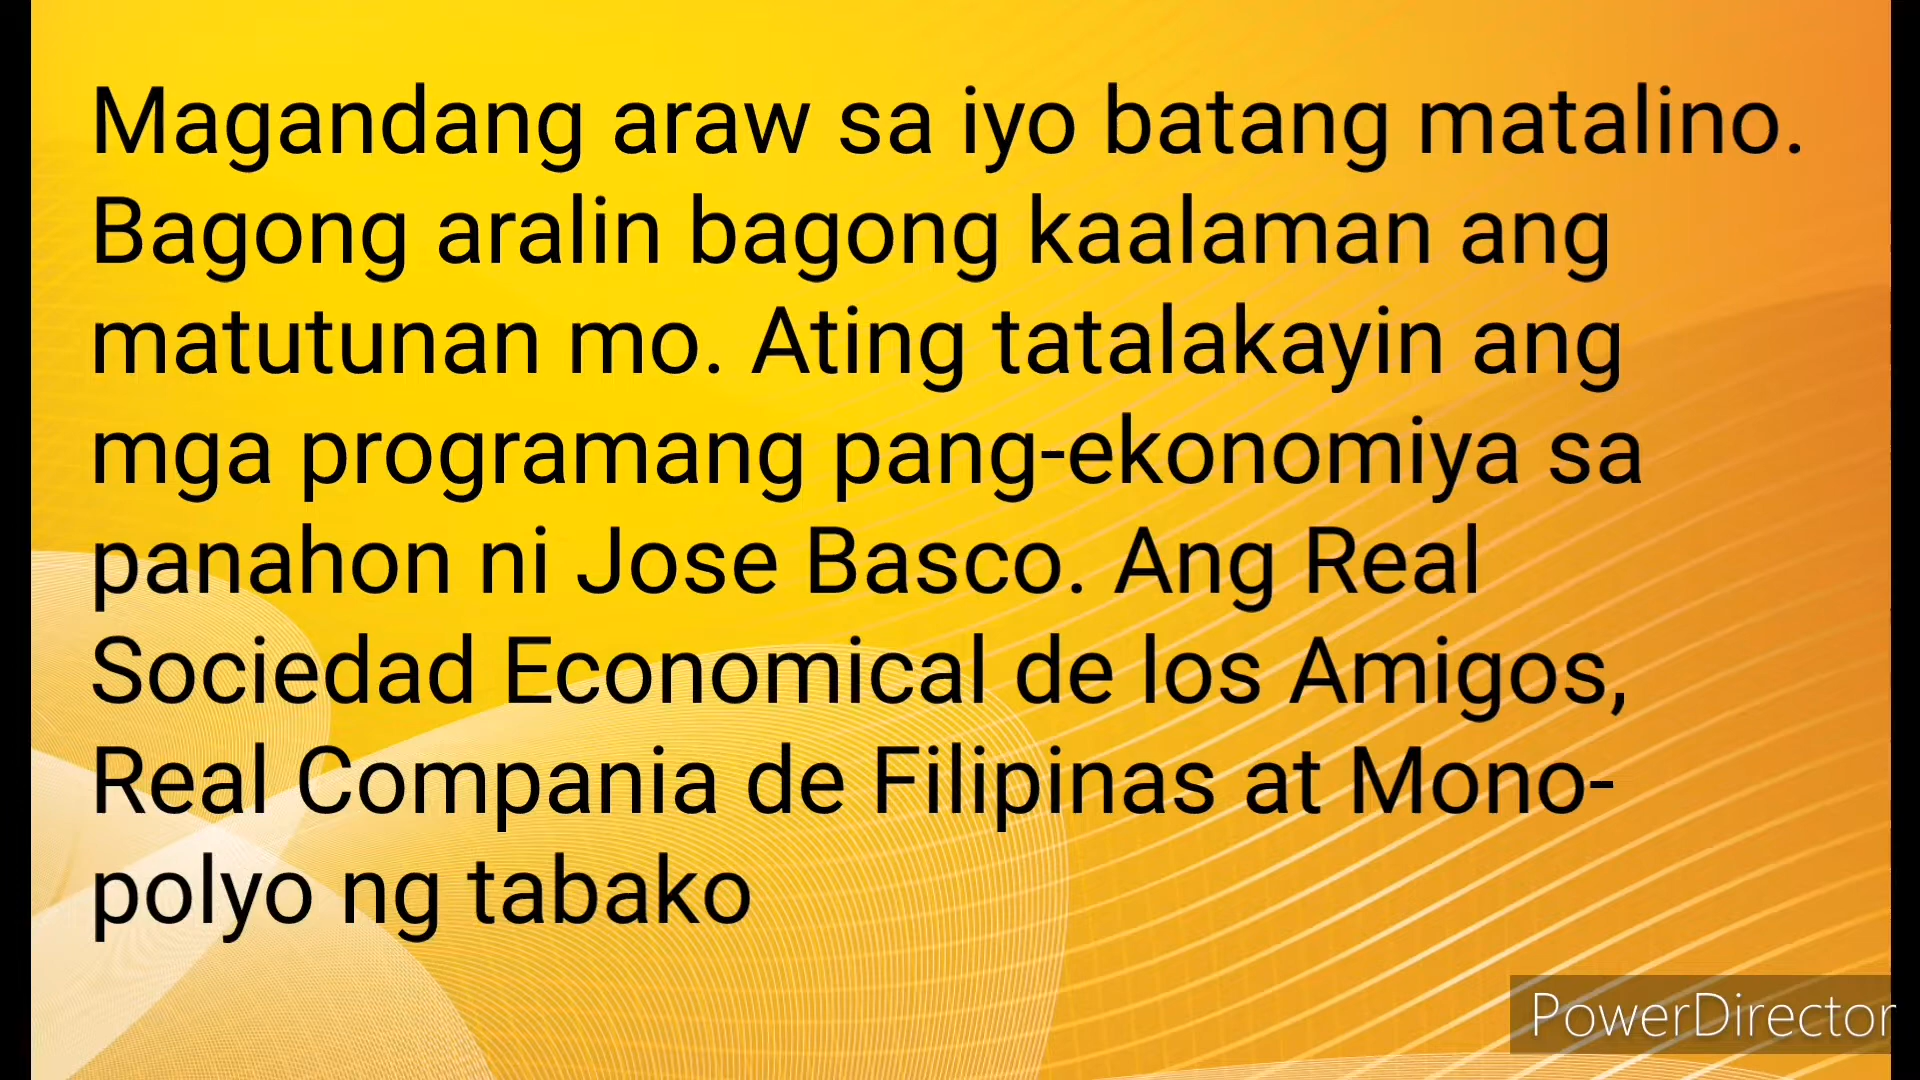 Magandang araw sa iyo batang matalino.
Bagong aralin bagong kaalaman ang
matutunan mo. Ating tatalakayin ang
mga programang pang-ekonomiya sa
panahon ni Jose Basco. Ang Real
Sociedad Economical de los Amigos,
Real Compania de Filipinas at Mono-
polyo ng tabako
PowerDirector